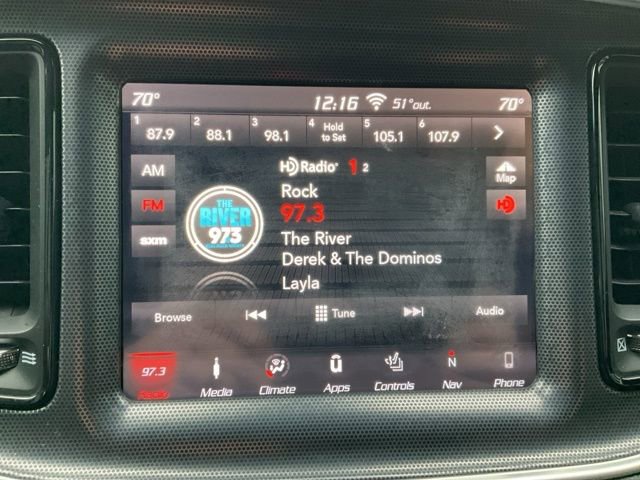 70° 12:16 51°out. 70°
1 2 3 4 5 6
87.9 88.1 98.1 Hold to Set 105.1 107.9
AM
FM
sxm
HD Radio 1 2
Map
HD
THE
RIVER
973
Rock
97.3
The River
Derek & The Dominos
Layla
Browse Tune Audio
97.3 ü N
Radio Media Climate Apps Controls Nav Phone